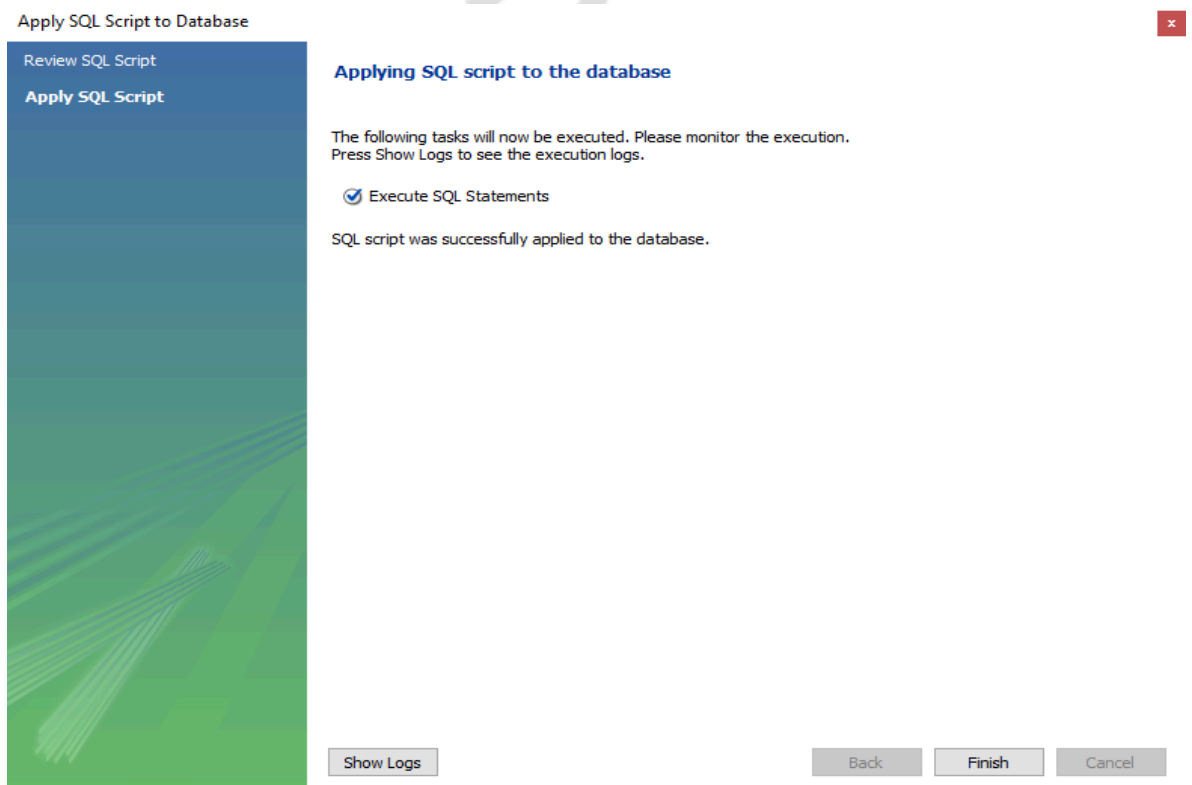 Apply SQL Script to Database
x
Review SQL Script
Apply SQL Script
Applying SQL script to the database
The following tasks will now be executed. Please monitor the execution.
Press Show Logs to see the execution logs.
Execute SQL Statements
SQL script was successfully applied to the database.
Show Logs
Back
Finish
Cancel